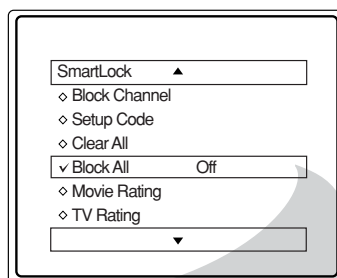 SmartLock
Block Channel
Setup Code
Clear All
Block All Off
Movie Rating
TV Rating